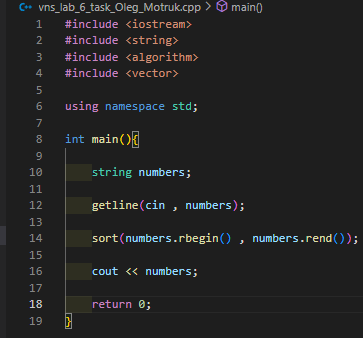 vns_lab_6_task_Oleg_Motruk.cpp > main()
1 #include <iostream>
2 #include <string>
3 #include <algorithm>
4 #include <vector>
5
6 using namespace std;
7
8 int main(){
9
10 string numbers;
11
12 getline(cin , numbers);
13
14 sort(numbers.rbegin() , numbers.rend());
15
16 cout << numbers;
17
18 return 0;
19 }